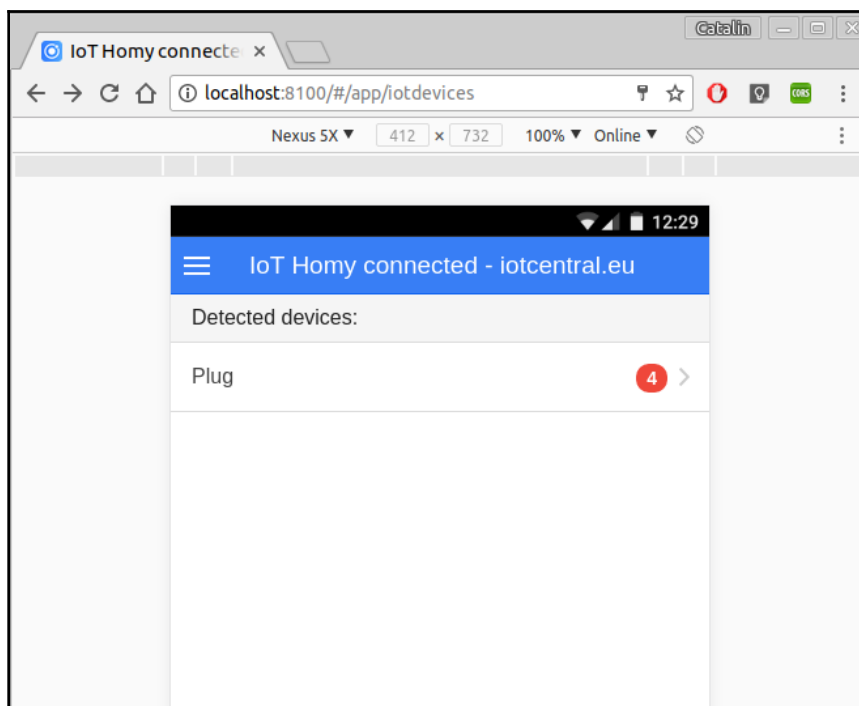 Catalin
IoT Homy connecte
localhost:8100/#/app/iotdevices
CORS
Nexus 5X ▼ 412 × 732 100% ▼ Online ▼
12:29
IoT Homy connected - iotcentral.eu
Detected devices:
Plug 4